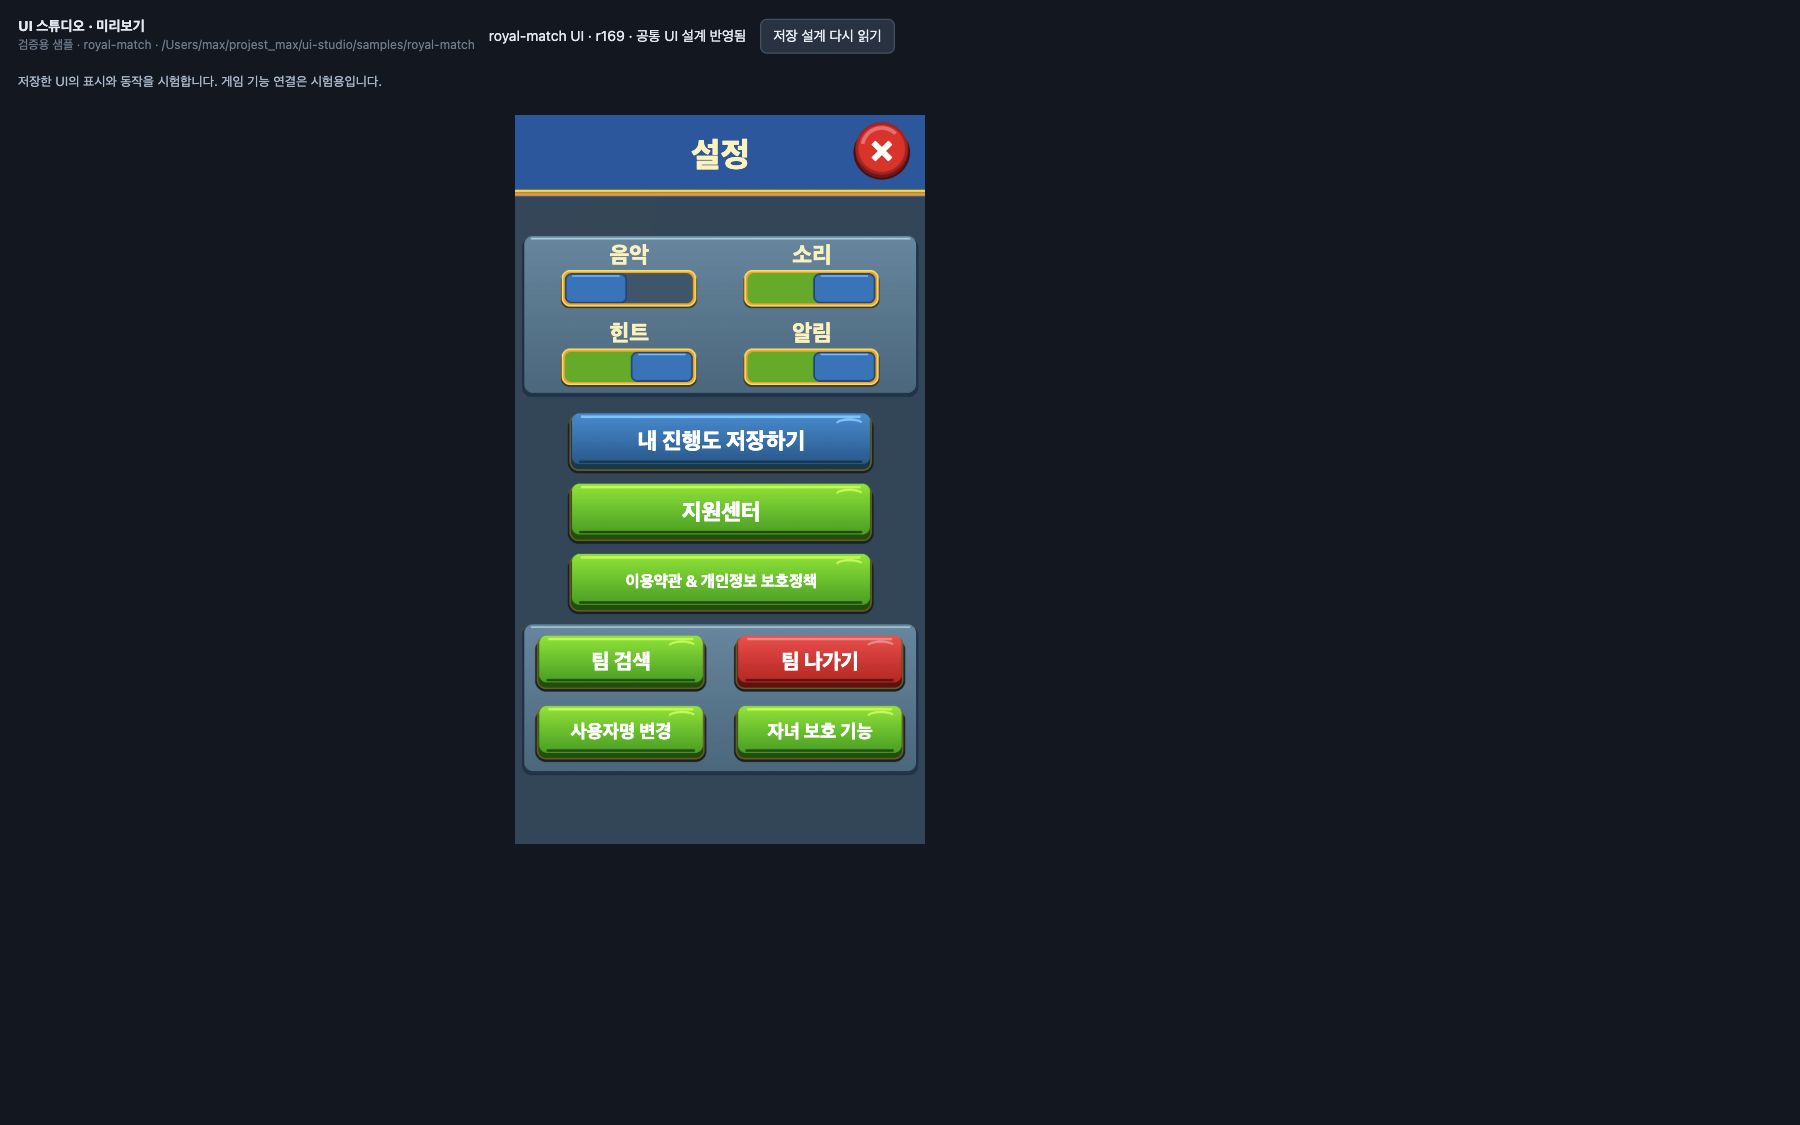 UI 스튜디오 · 미리보기
검증용 샘플 · royal-match · /Users/max/projest_max/ui-studio/samples/royal-match
royal-match UI · r169 · 공통 UI 설계 반영됨
저장 설계 다시 읽기
저장한 UI의 표시와 동작을 시험합니다. 게임 기능 연결은 시험용입니다.
설정
음악
소리
힌트
알림
내 진행도 저장하기
지원센터
이용약관 & 개인정보 보호정책
팀 검색
팀 나가기
사용자명 변경
자녀 보호 기능